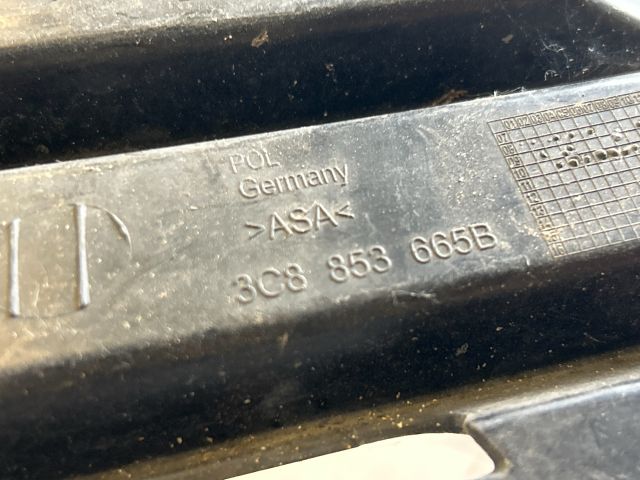 POL
Germany
>ASA<
3C8 853 665B